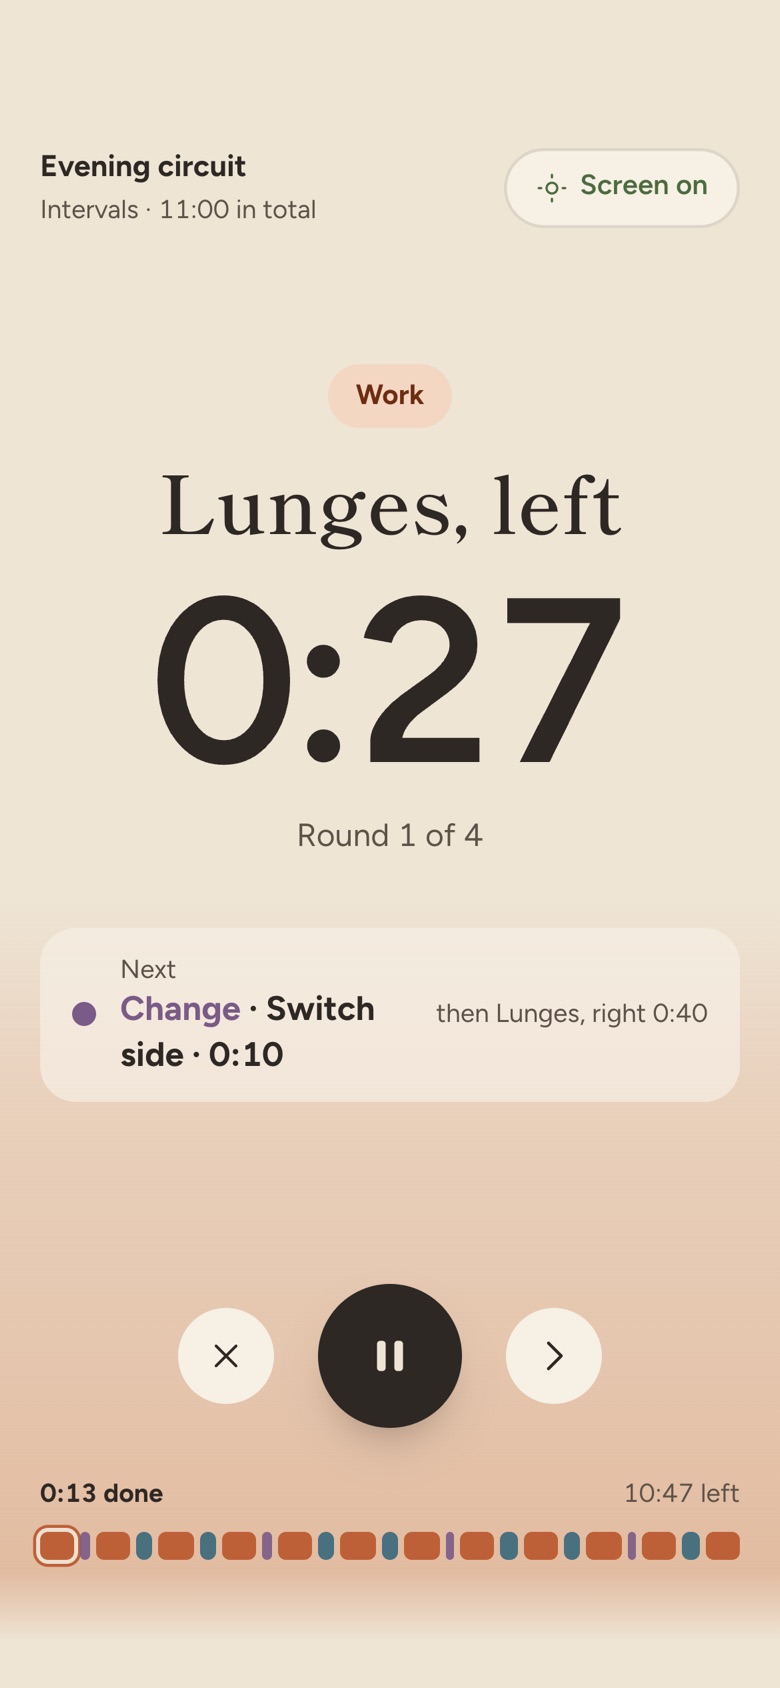 Evening circuit
Intervals · 11:00 in total
Screen on
Work
Lunges, left
0:27
Round 1 of 4
Next
Change · Switch
side · 0:10
then Lunges, right 0:40
0:13 done
10:47 left